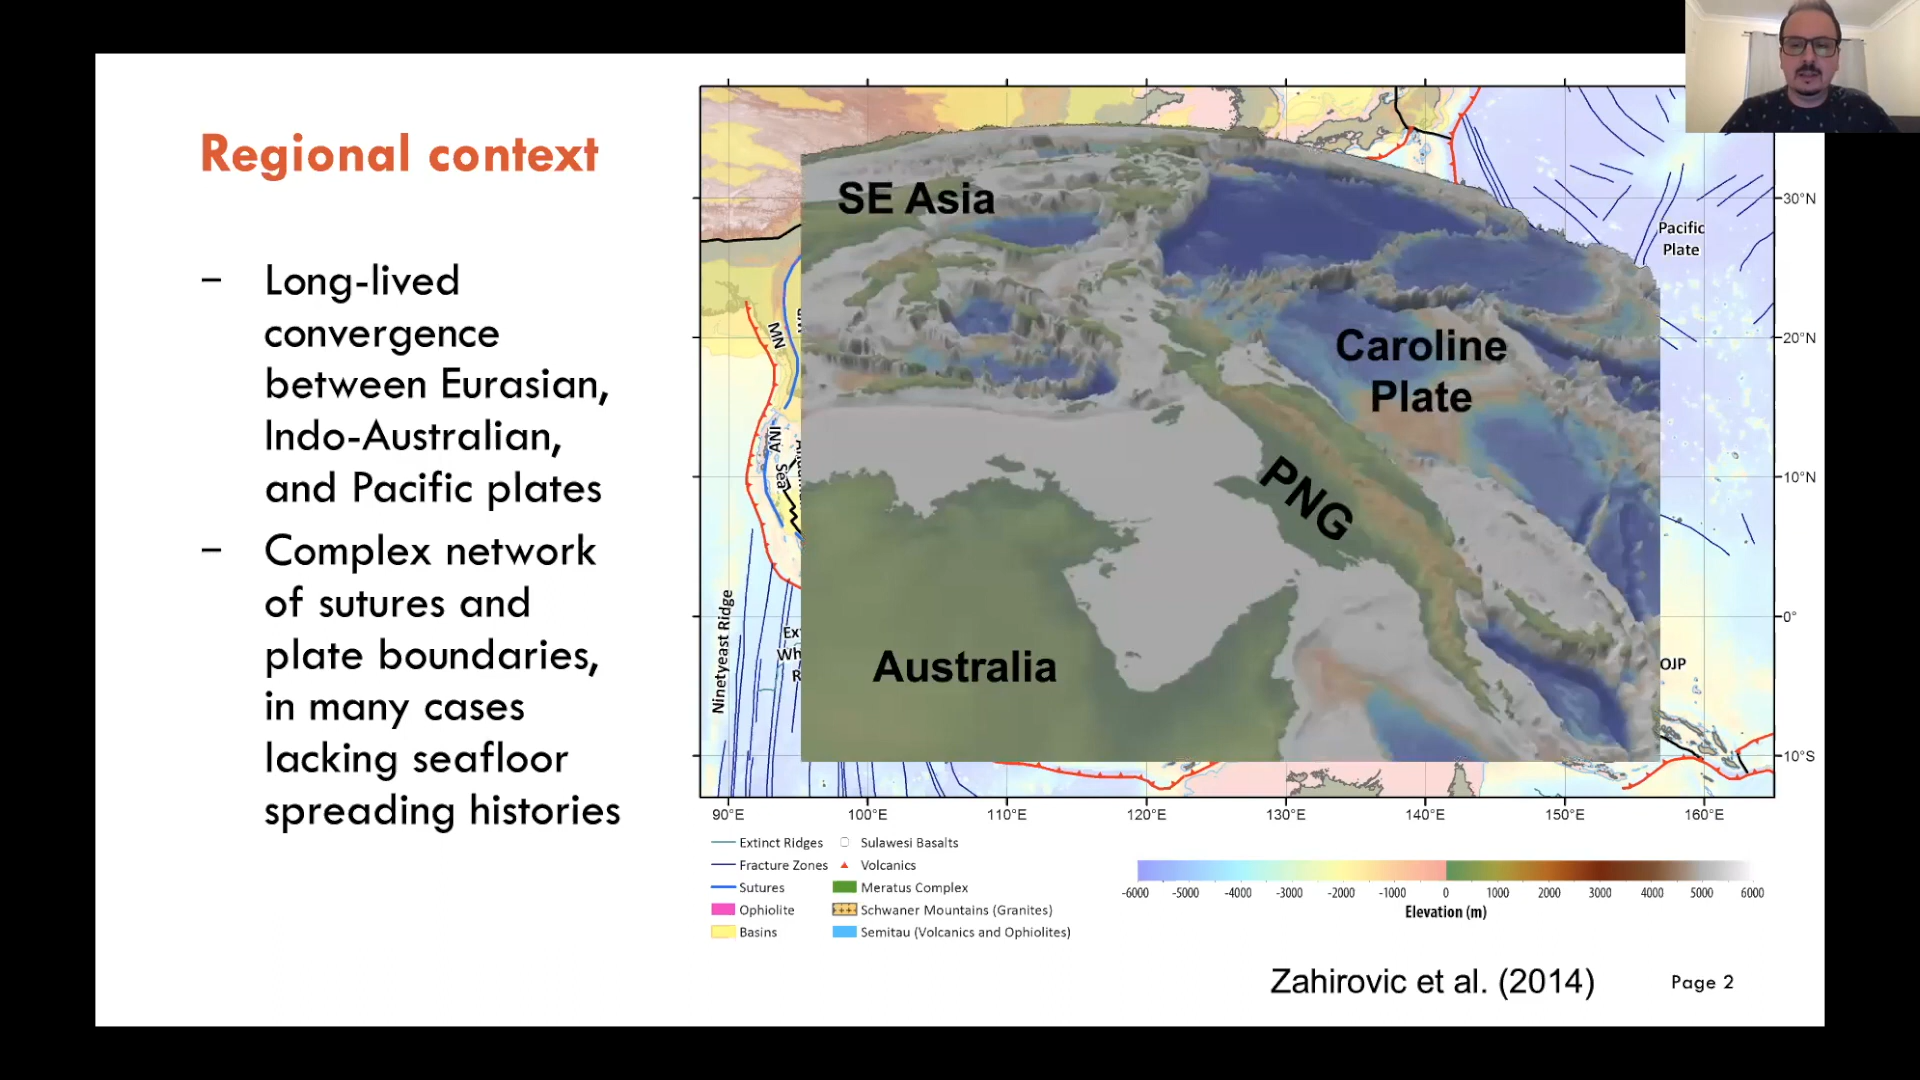 Regional context
– Long-lived
convergence
between Eurasian,
Indo-Australian,
and Pacific plates
– Complex network
of sutures and
plate boundaries,
in many cases
lacking seafloor
spreading histories
SE Asia
Caroline
Plate
PNG
Australia
Pacific
Plate
OJP
MN
ANI
Sea
Ninetyeast Ridge
Ex
Wh
R
30°N
20°N
10°N
0°
10°S
90°E 100°E 110°E 120°E 130°E 140°E 150°E 160°E
Extinct Ridges Sulawesi Basalts
Fracture Zones Volcanics
Sutures Meratus Complex
Ophiolite Schwaner Mountains (Granites)
Basins Semitau (Volcanics and Ophiolites)
-6000 -5000 -4000 -3000 -2000 -1000 0 1000 2000 3000 4000 5000 6000
Elevation (m)
Zahirovic et al. (2014)
Page 2